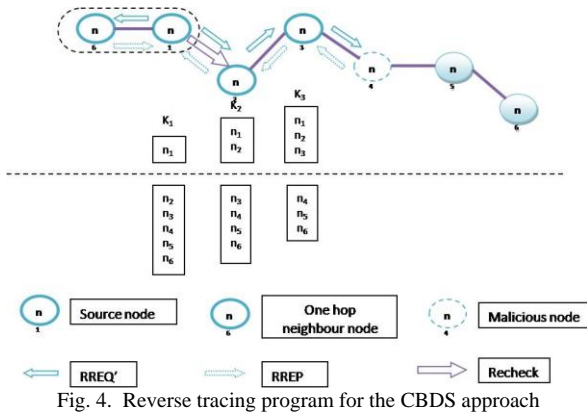 n n n
6 1 3
n
4
n
5
n
2
n
6
K₁ K₂ K₃
n₁
n₁
n₂
n₁
n₂
n₃
n₂
n₃
n₄
n₅
n₆
n₃
n₄
n₅
n₆
n₄
n₅
n₆
n
1
Source node
n
6
One hop
neighbour node
n
4
Malicious node
RREQ'
RREP
Recheck
Fig. 4. Reverse tracing program for the CBDS approach